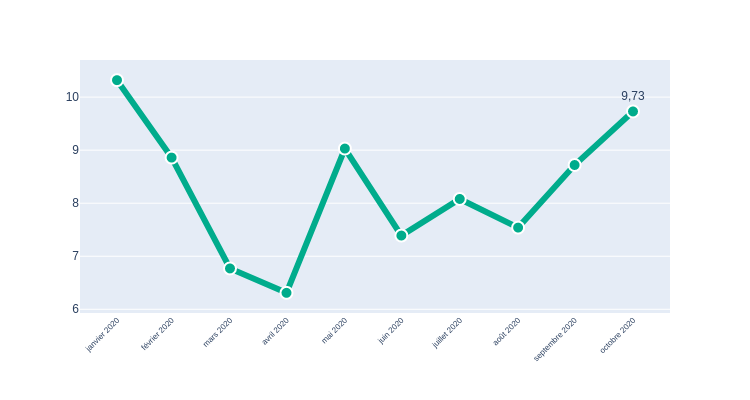 9,73
10
9
8
7
6
janvier 2020
février 2020
mars 2020
avril 2020
mai 2020
juin 2020
juillet 2020
août 2020
septembre 2020
octobre 2020